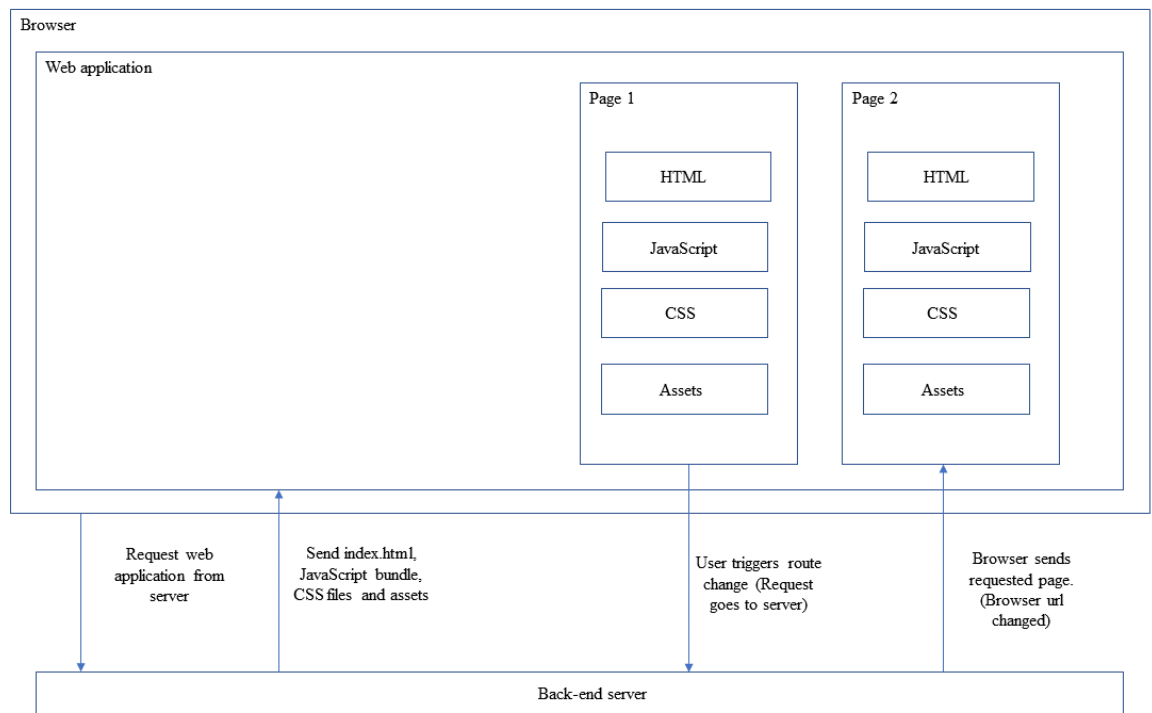 Browser
Web application
Page 1
HTML
JavaScript
CSS
Assets
Page 2
HTML
JavaScript
CSS
Assets
Request web
application from
server
Send index.html,
JavaScript bundle,
CSS files and assets
User triggers route
change (Request
goes to server)
Browser sends
requested page.
(Browser url
changed)
Back-end server